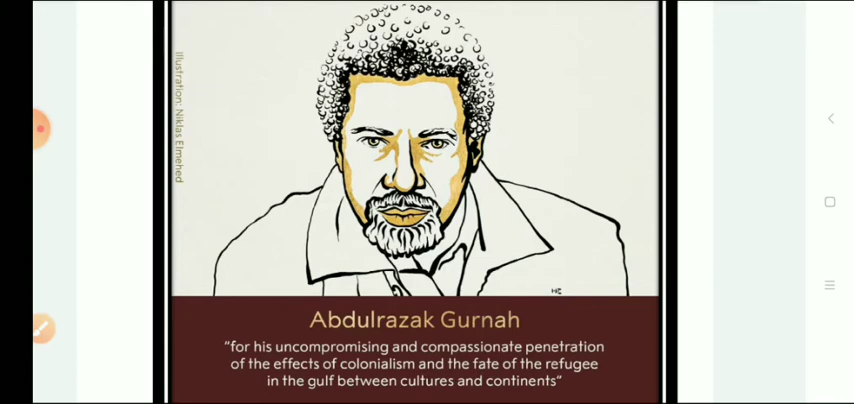 Illustration: Niklas Elmehed
Abdulrazak Gurnah
"for his uncompromising and compassionate penetration
of the effects of colonialism and the fate of the refugee
in the gulf between cultures and continents"